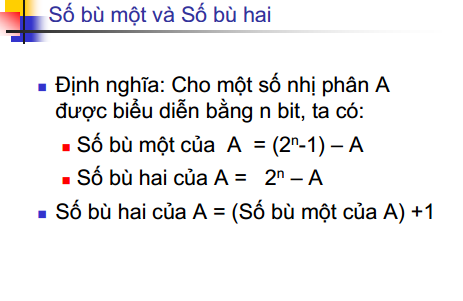 Số bù một và Số bù hai
Định nghĩa: Cho một số nhị phân A
được biểu diễn bằng n bit, ta có:
Số bù một của A = (2ⁿ-1) – A
Số bù hai của A = 2ⁿ – A
Số bù hai của A = (Số bù một của A) +1